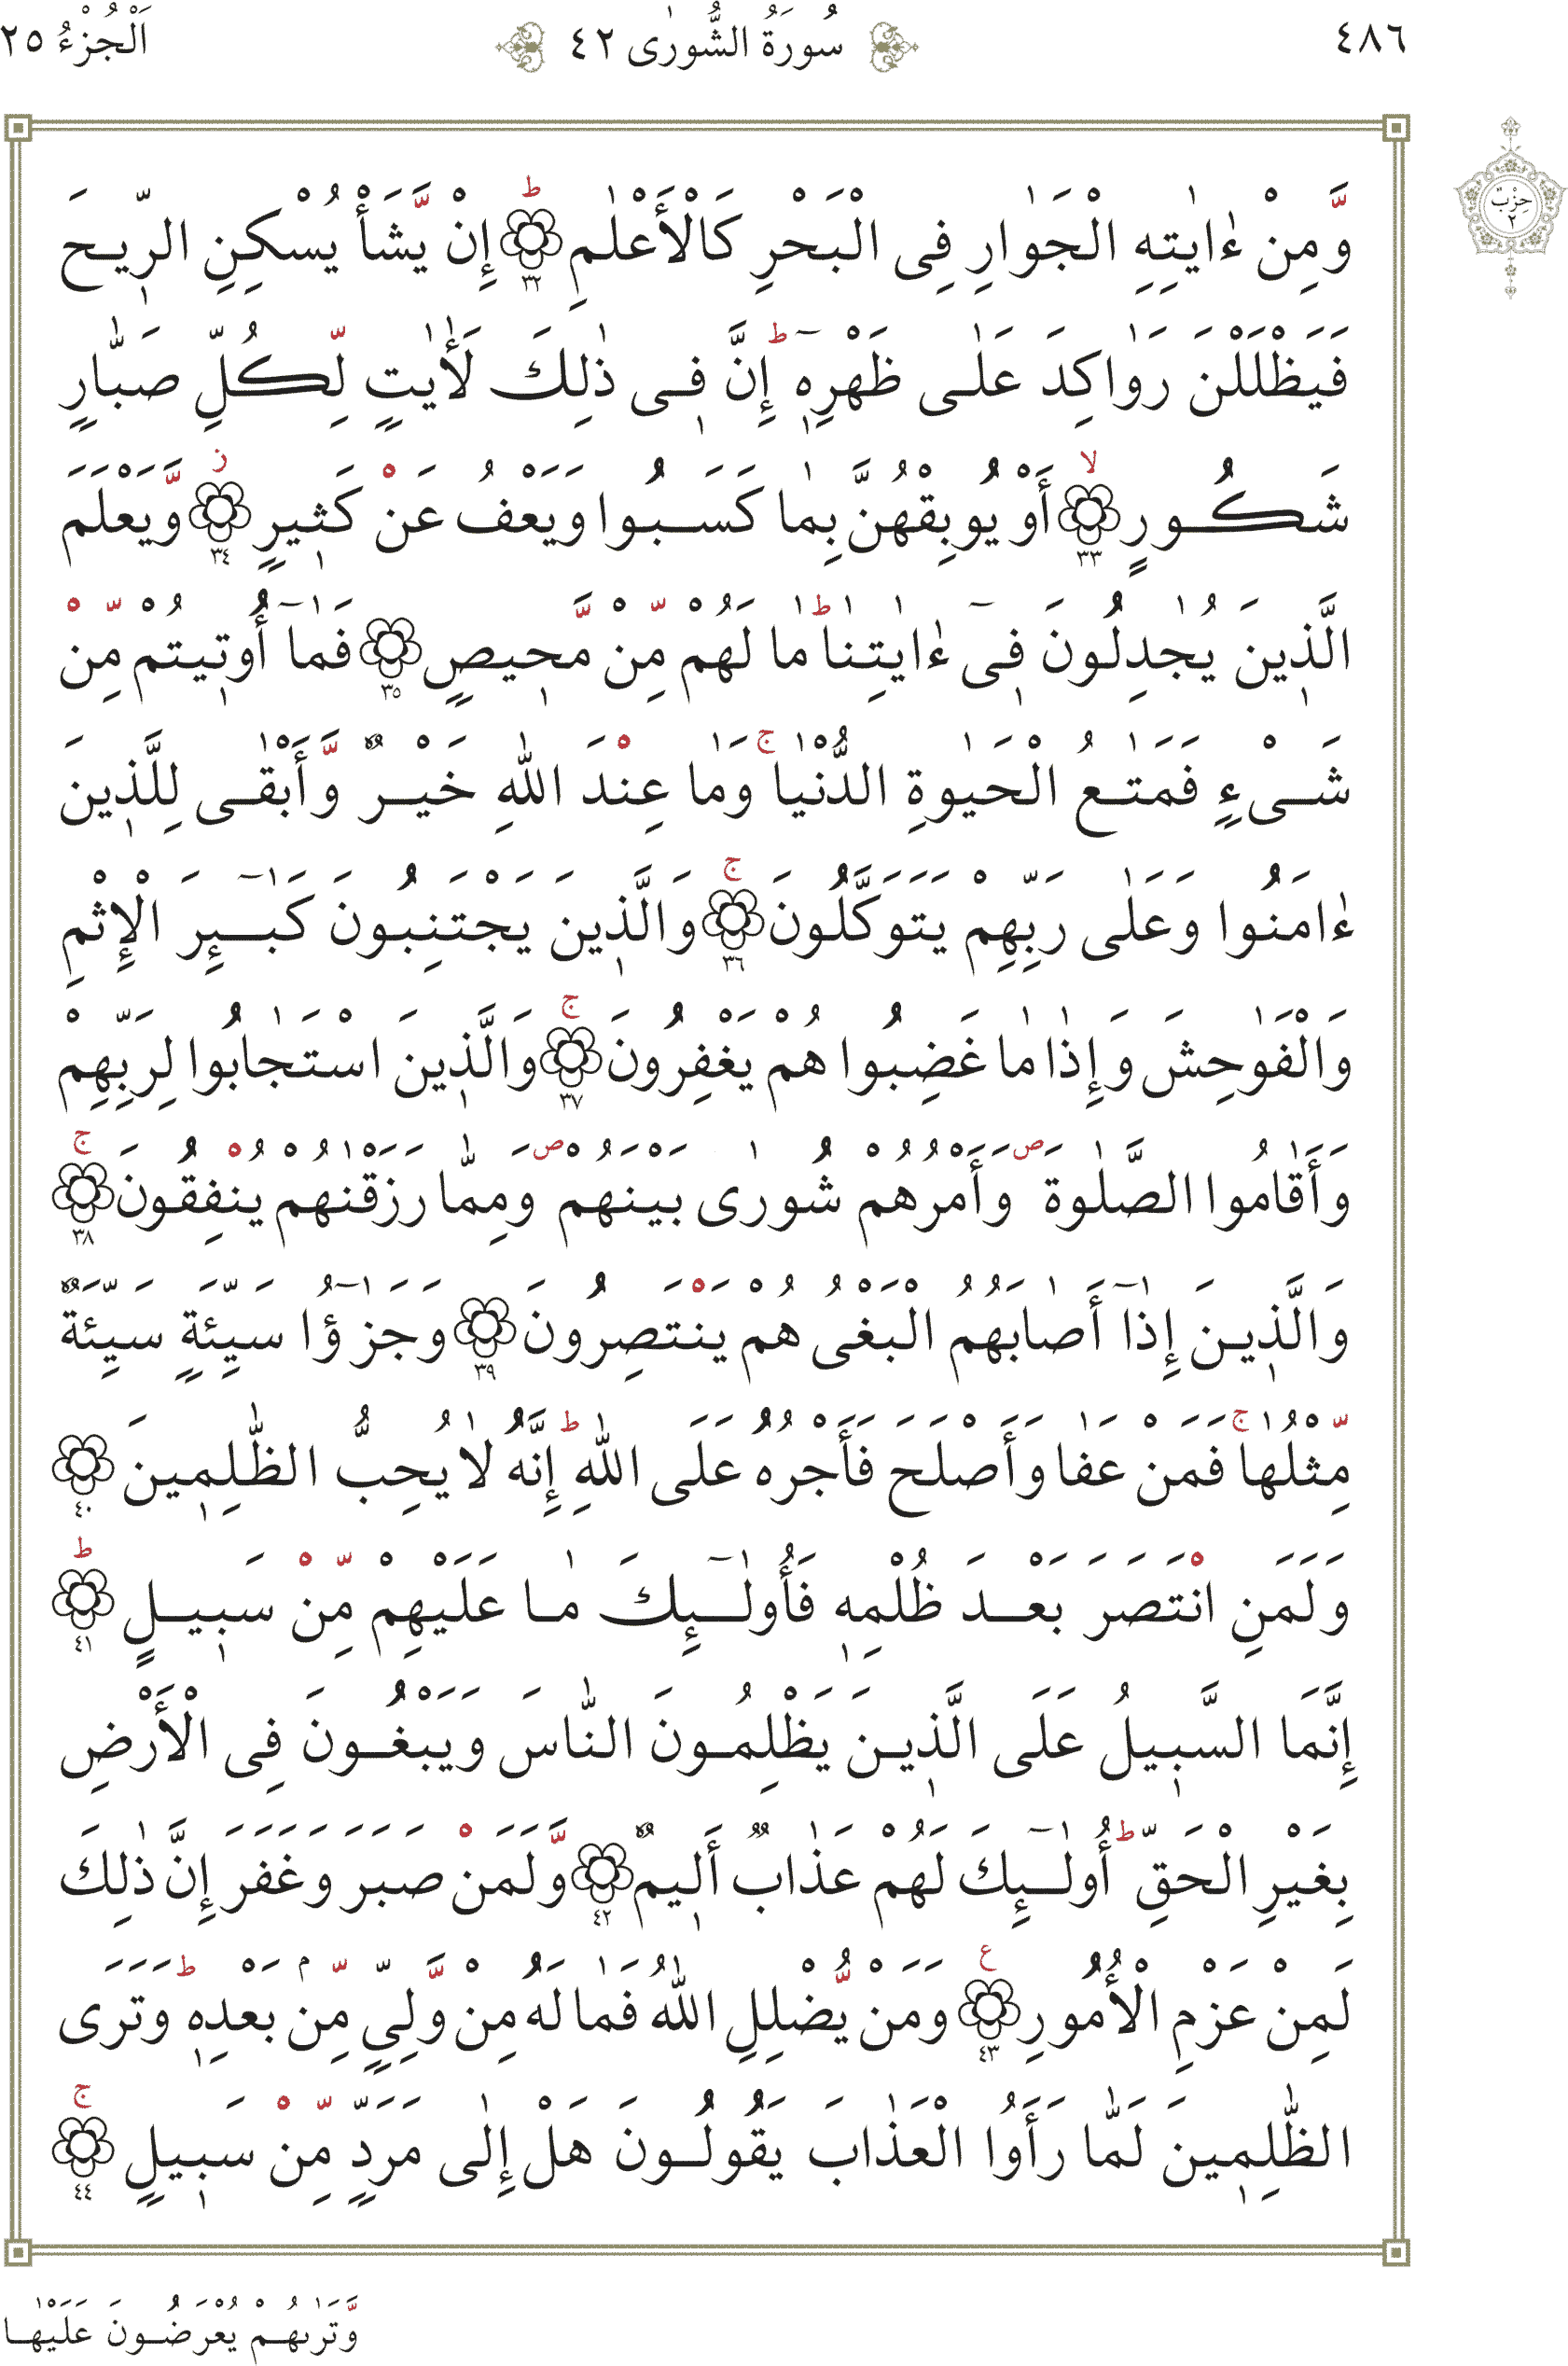 ٤٨٦
سُورَةُ الشُّورٰى ٤٢
اَلْجُزْءُ ٢٥
حِزْبٌ ٢
وَّمِنْ ءٰايٰتِهِ الْجَوَارِ فِى الْبَحْرِ كَالْأَعْلٰمِ ٣٢ ط إِنْ يَّشَأْ يُسْكِنِ الرّ۪يحَ
فَيَظْلَلْنَ رَوَاكِدَ عَلٰى ظَهْرِه۪ٓ ط إِنَّ ف۪ى ذٰلِكَ لَأٰيٰتٍ لِّكُلِّ صَبَّارٍ
شَكُورٍ ٣٣ لا أَوْ يُوبِقْهُنَّ بِمٰا كَسَبُوا وَيَعْفُ عَنْ كَث۪يرٍ ٣٤ ز وَّيَعْلَمَ
الَّذ۪ينَ يُجٰدِلُونَ ف۪ىٓ ءٰايٰتِنٰا ط مٰا لَهُمْ مِّنْ مَّح۪يصٍ ٣٥ فَمٰآ أُوت۪يتُمْ مِّنْ
شَىْءٍ فَمَتٰعُ الْحَيٰوةِ الدُّنْيٰا ج وَمٰا عِنْدَ اللّٰهِ خَيْرٌ وَّأَبْقٰى لِلَّذ۪ينَ
ءٰامَنُوا وَعَلٰى رَبِّهِمْ يَتَوَكَّلُونَ ٣٦ ج وَالَّذ۪ينَ يَجْتَنِبُونَ كَبٰٓئِرَ الْإِثْمِ
وَالْفَوٰحِشَ وَإِذٰا مٰا غَضِبُوا هُمْ يَغْفِرُونَ ٣٧ ج وَالَّذ۪ينَ اسْتَجٰابُوا لِرَبِّهِمْ
وَأَقٰامُوا الصَّلٰوةَ ص وَأَمْرُهُمْ شُورٰى بَيْنَهُمْ ص وَمِمّٰا رَزَقْنٰهُمْ يُنْفِقُونَ ٣٨ ج
وَالَّذ۪ينَ إِذٰٓا أَصٰابَهُمُ الْبَغْىُ هُمْ يَنْتَصِرُونَ ٣٩ وَجَزٰٓؤُا سَيِّئَةٍ سَيِّئَةٌ
مِّثْلُهٰا ج فَمَنْ عَفٰا وَأَصْلَحَ فَأَجْرُهُ عَلَى اللّٰهِ ط إِنَّهُ لٰا يُحِبُّ الظّٰلِم۪ينَ ٤٠
وَلَمَنِ انْتَصَرَ بَعْدَ ظُلْمِه۪ فَأُولٰٓئِكَ مٰا عَلَيْهِمْ مِّنْ سَب۪يلٍ ٤١ ط
إِنَّمَا السَّب۪يلُ عَلَى الَّذ۪ينَ يَظْلِمُونَ النّٰاسَ وَيَبْغُونَ فِى الْأَرْضِ
بِغَيْرِ الْحَقِّ ط أُولٰٓئِكَ لَهُمْ عَذٰابٌ أَل۪يمٌ ٤٢ وَّلَمَنْ صَبَرَ وَغَفَرَ إِنَّ ذٰلِكَ
لَمِنْ عَزْمِ الْأُمُورِ ٤٣ ع وَمَنْ يُّضْلِلِ اللّٰهُ فَمٰا لَهُ مِنْ وَّلِىٍّ مِّنْ بَعْدِه۪ ط وَتَرَى
الظّٰلِم۪ينَ لَمّٰا رَأَوُا الْعَذٰابَ يَقُولُونَ هَلْ إِلٰى مَرَدٍّ مِّنْ سَب۪يلٍ ٤٤ ج
وَّتَرٰىهُمْ يُعْرَضُونَ عَلَيْهٰا